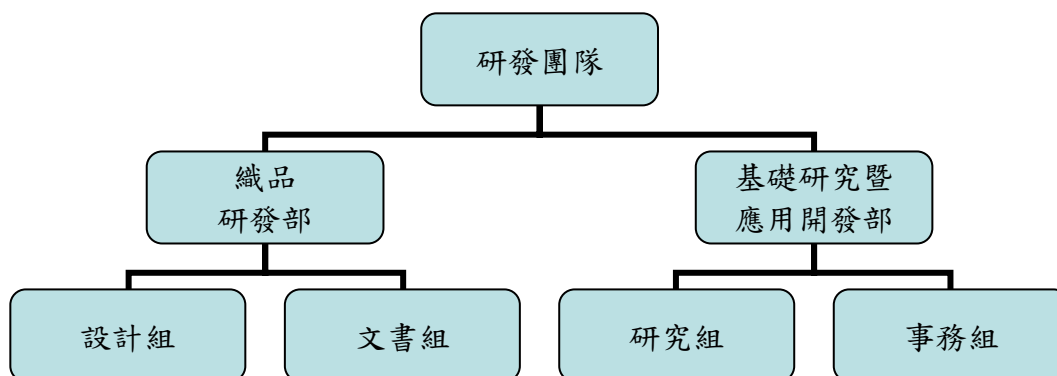 研發團隊
織品
研發部
基礎研究暨
應用開發部
設計組
文書組
研究組
事務組